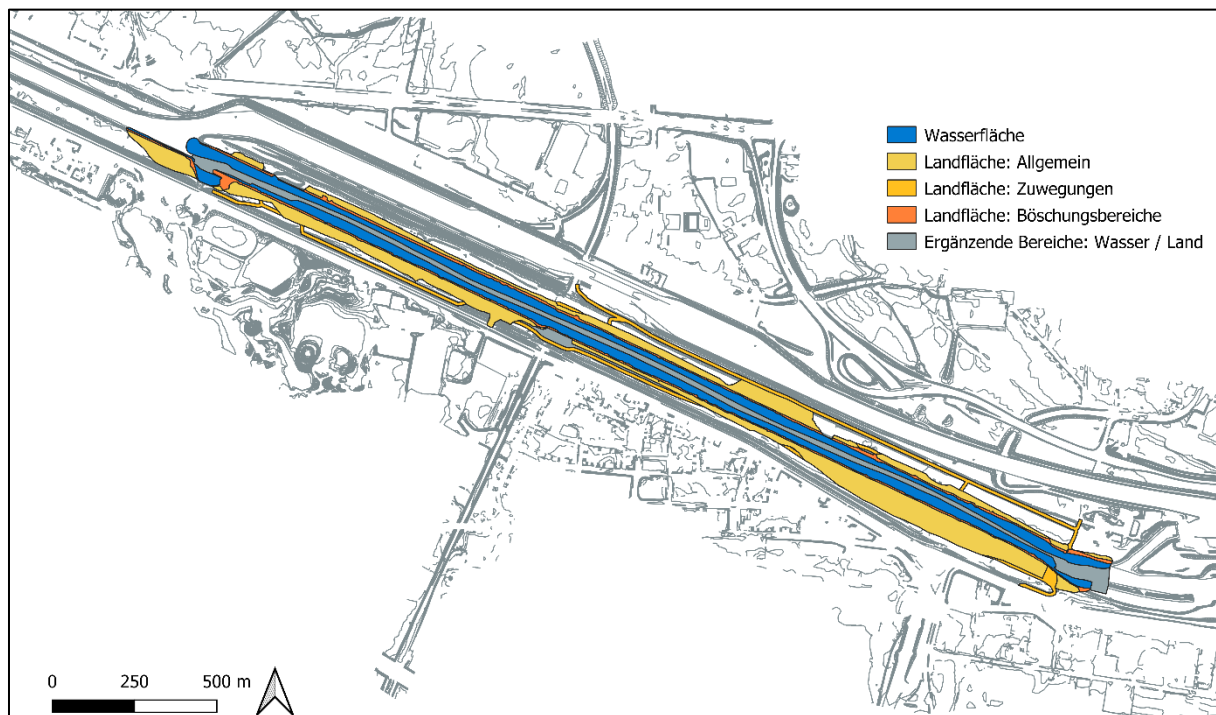 Wasserfläche
Landfläche: Allgemein
Landfläche: Zuwegungen
Landfläche: Böschungsbereiche
Ergänzende Bereiche: Wasser / Land
0 250 500 m